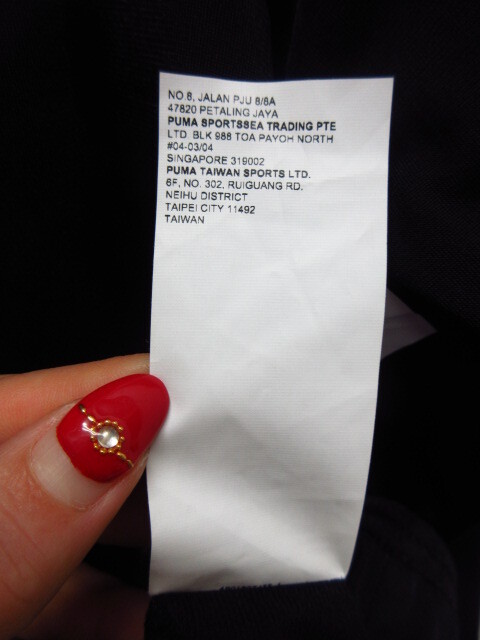 NO.8, JALAN PJU 8/8A
47820 PETALING JAYA
PUMA SPORTSSEA TRADING PTE
LTD BLK 988 TOA PAYOH NORTH
#04-03/04
SINGAPORE 319002
PUMA TAIWAN SPORTS LTD.
6F, NO. 302, RUIGUANG RD.
NEIHU DISTRICT
TAIPEI CITY 11492
TAIWAN